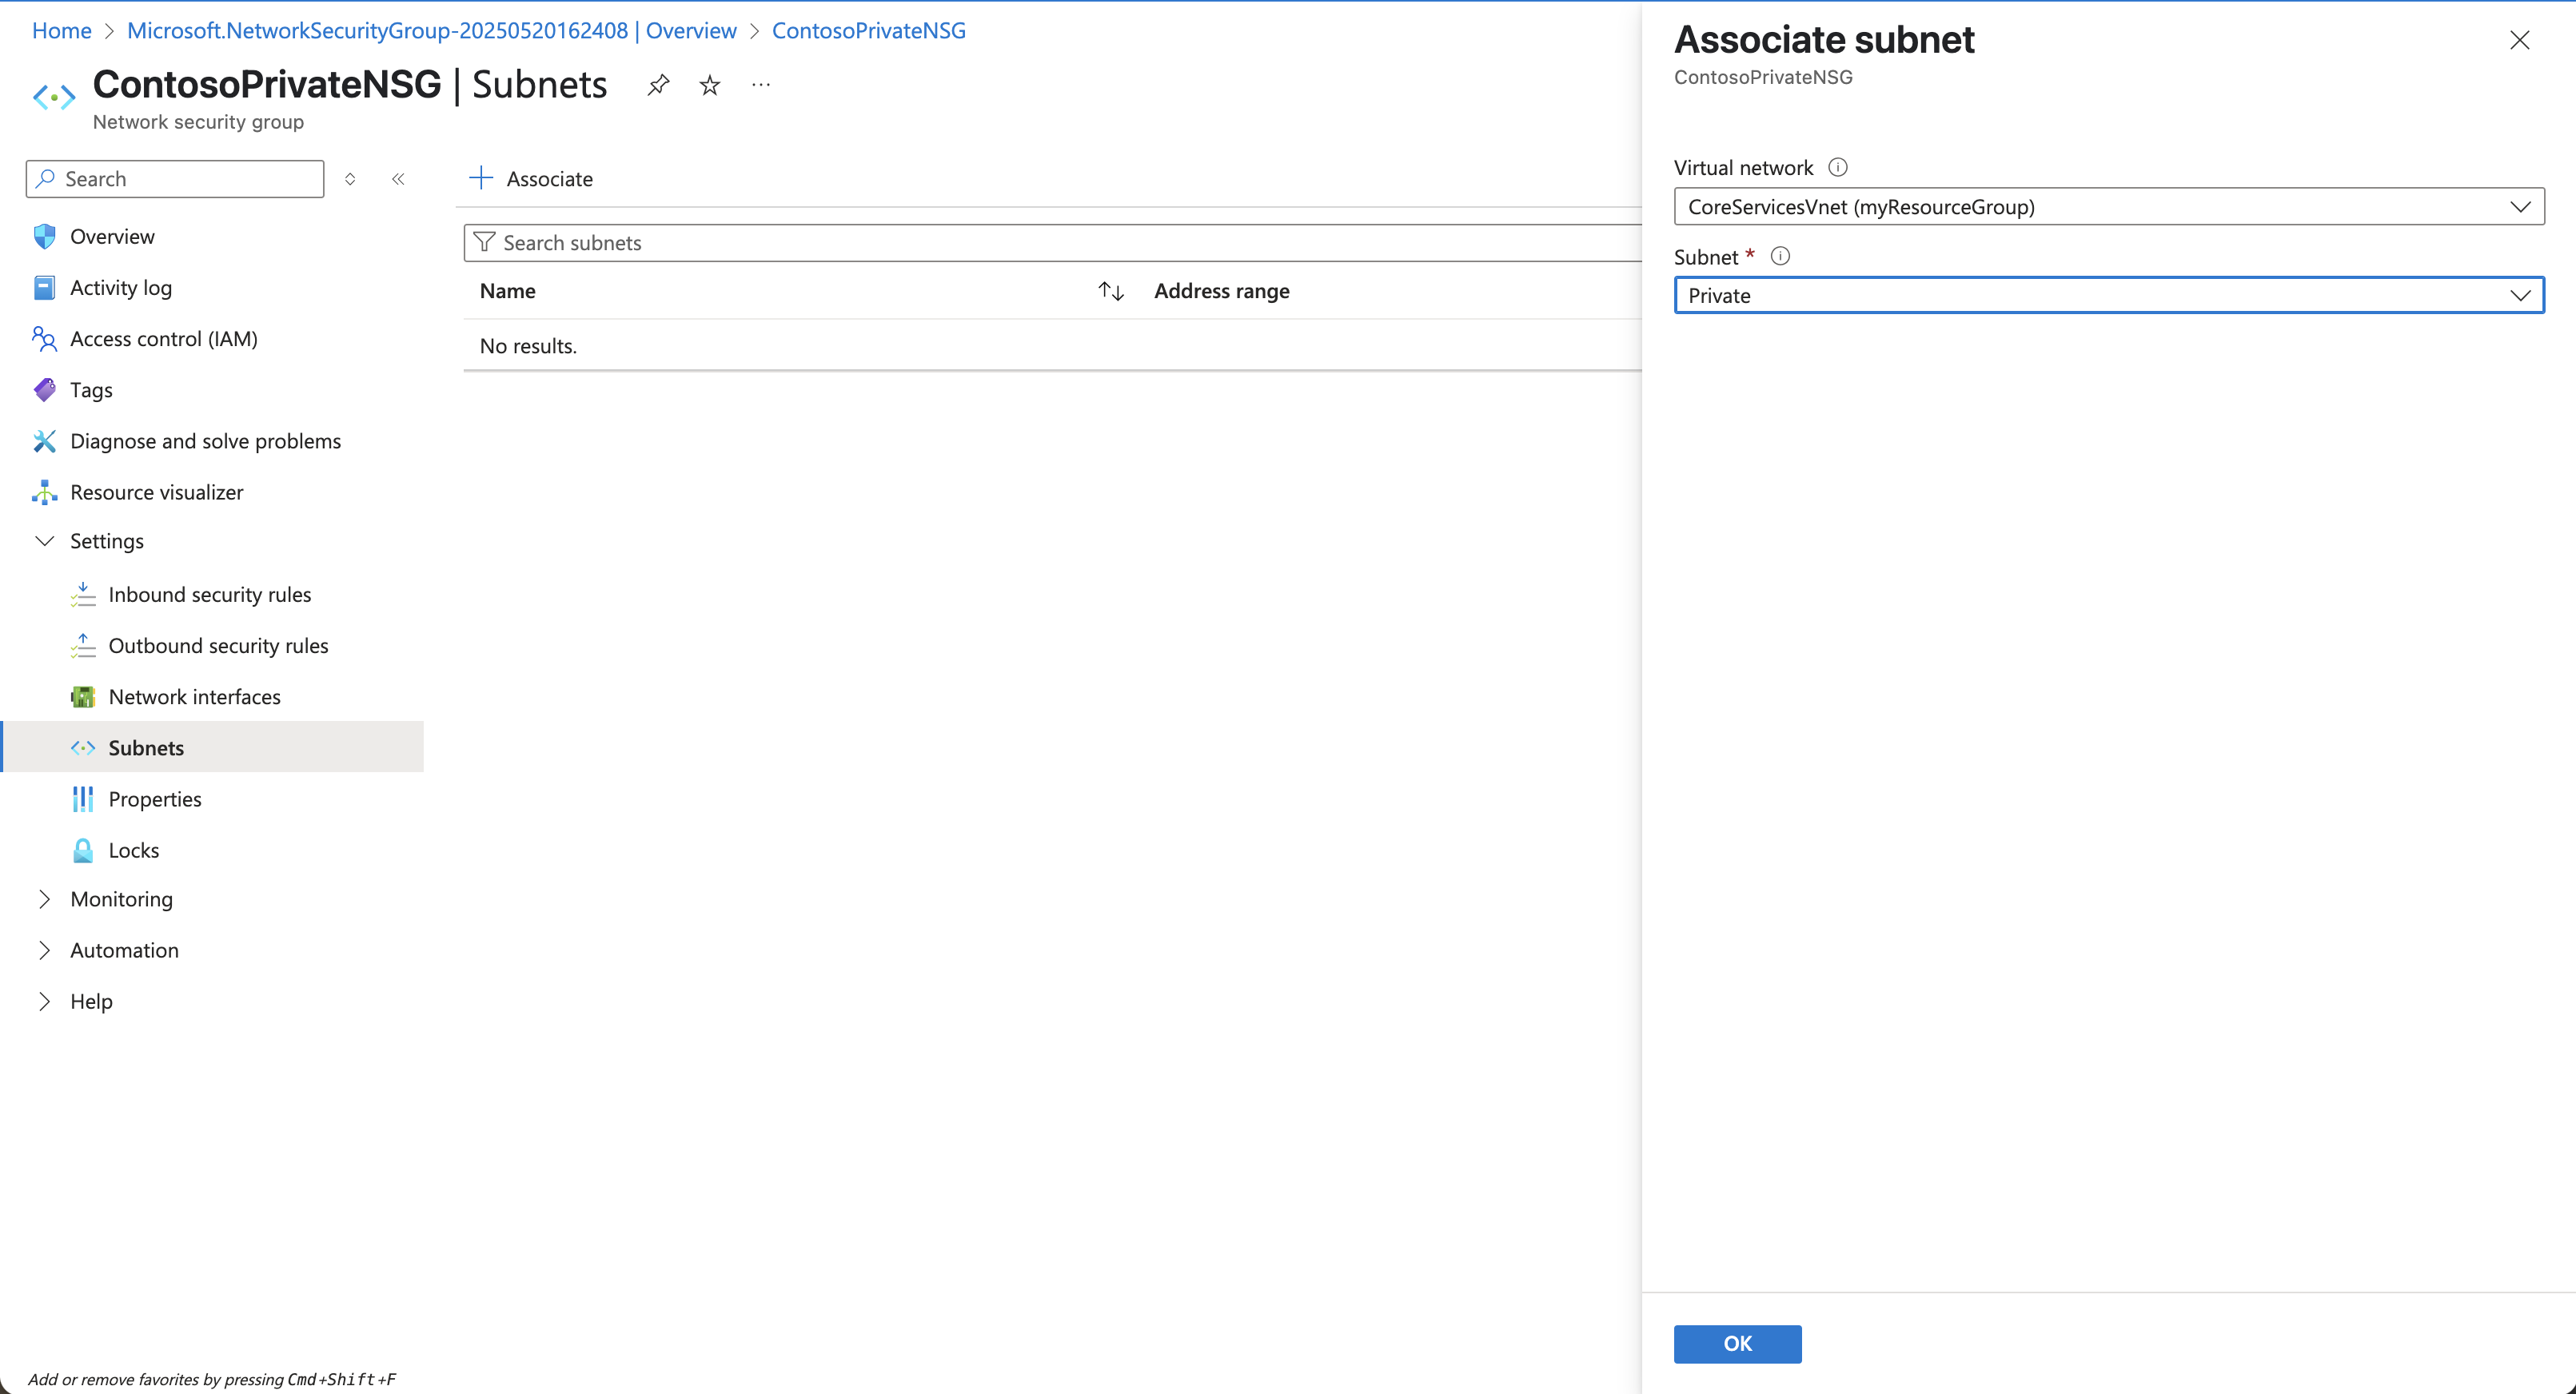 Home > Microsoft.NetworkSecurityGroup-20250520162408 | Overview > ContosoPrivateNSG
ContosoPrivateNSG | Subnets
Network security group
Search
Overview
Activity log
Access control (IAM)
Tags
Diagnose and solve problems
Resource visualizer
Settings
Inbound security rules
Outbound security rules
Network interfaces
Subnets
Properties
Locks
Monitoring
Automation
Help
Add or remove favorites by pressing Cmd+Shift+F
Associate
Search subnets
Name Address range
No results.
Associate subnet
ContosoPrivateNSG
Virtual network
CoreServicesVnet (myResourceGroup)
Subnet *
Private
OK